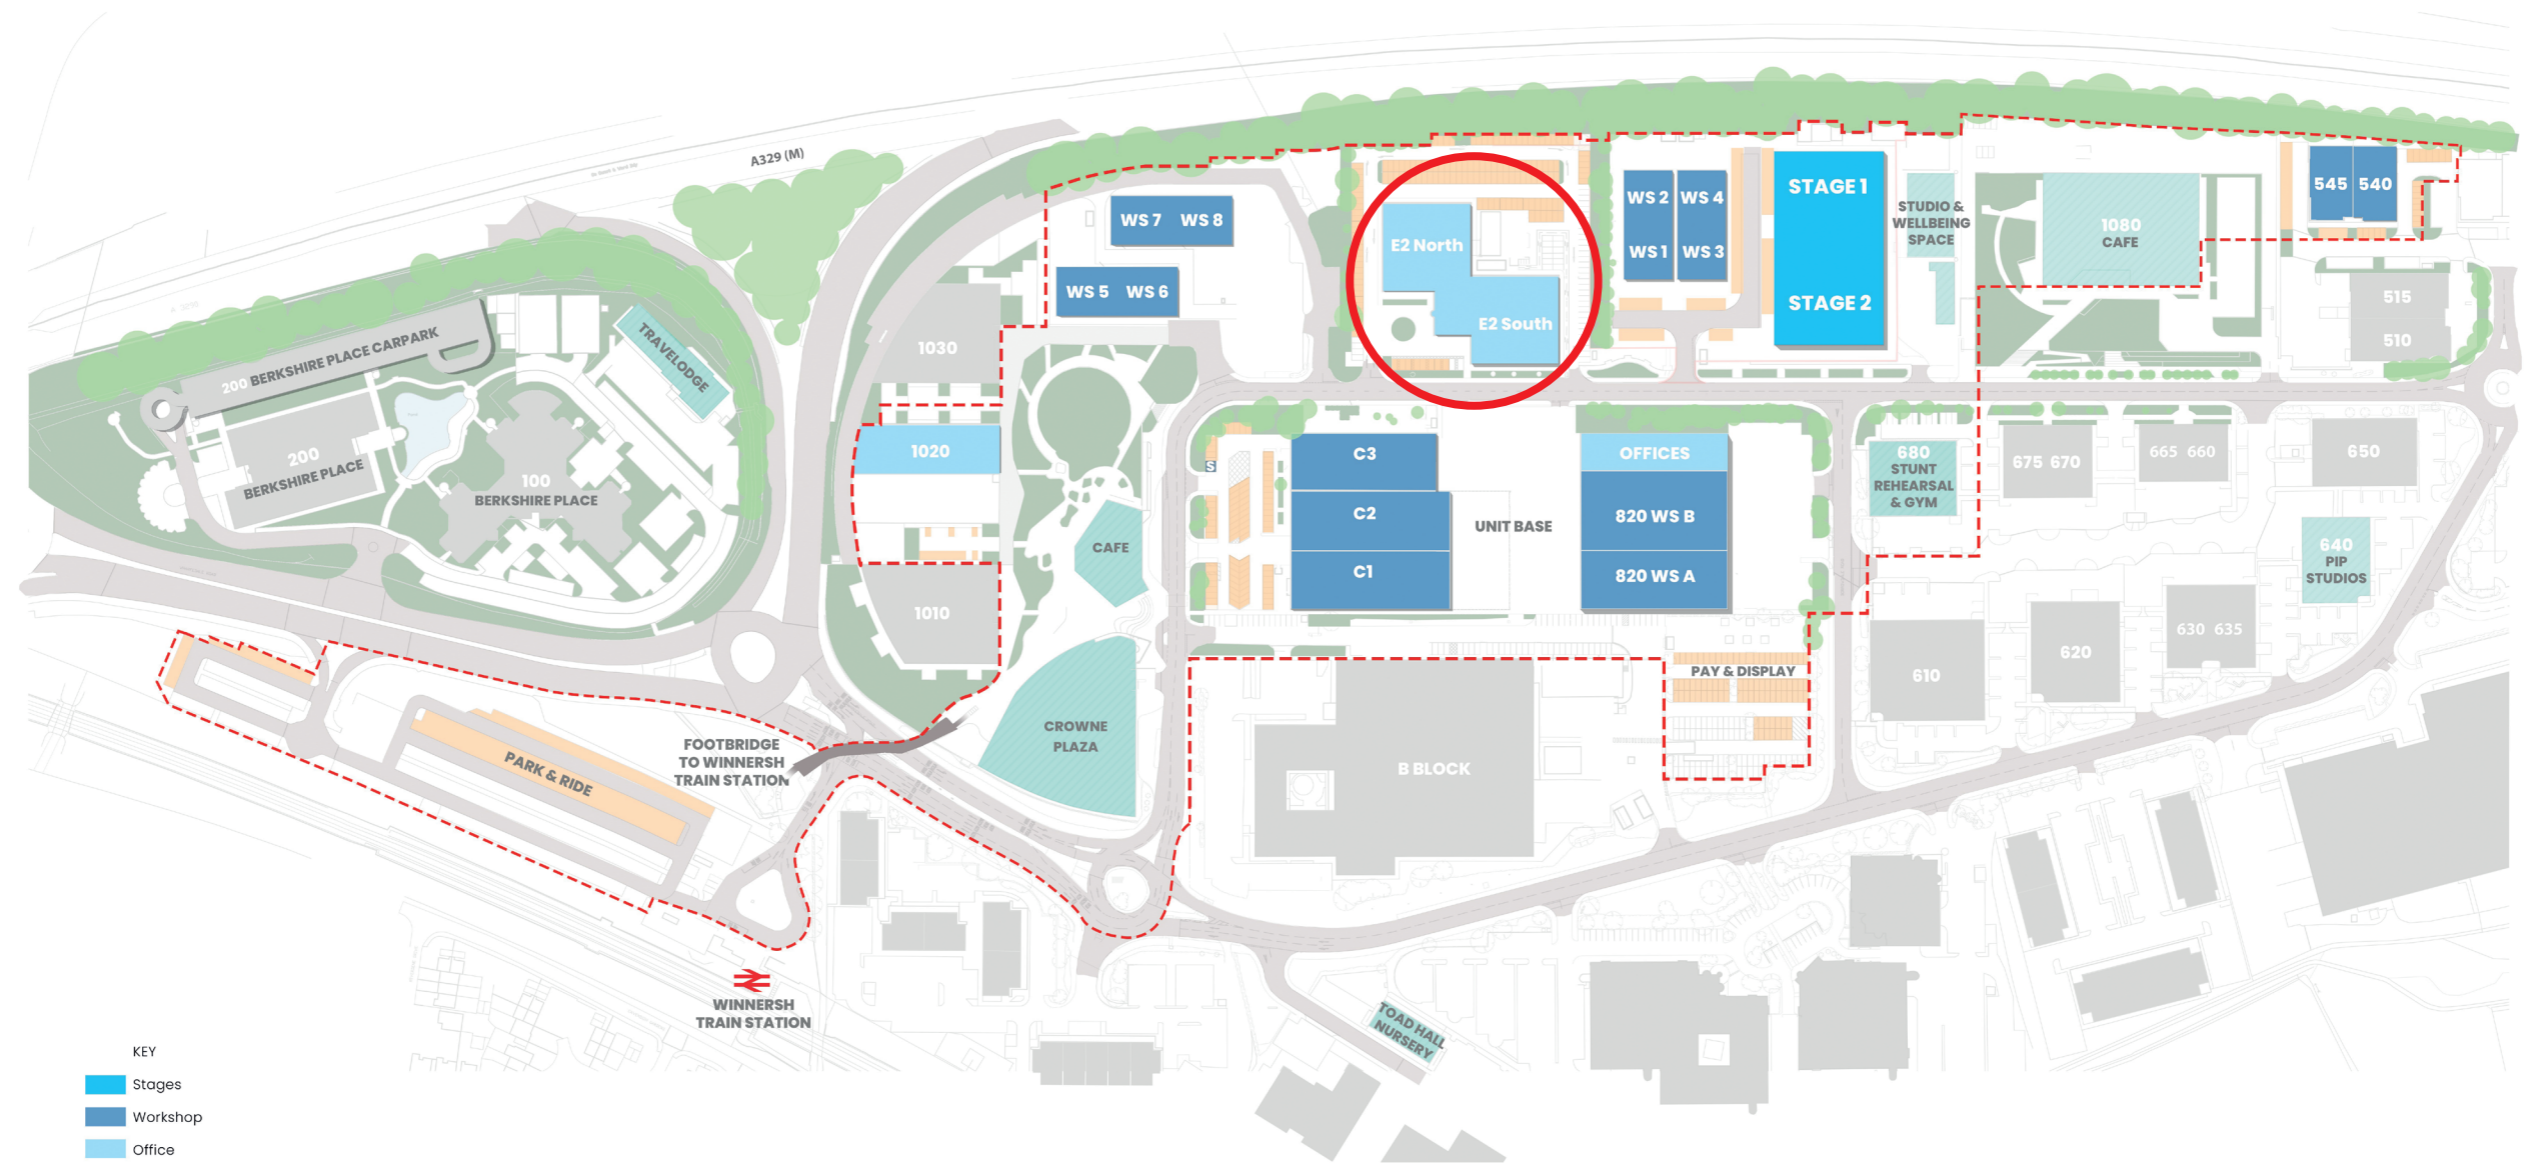 A329 (M)
200 BERKSHIRE PLACE CARPARK
TRAVELODGE
200
BERKSHIRE PLACE
100
BERKSHIRE PLACE
WS 7 WS 8
WS 5 WS 6
1030
1020
1010
E2 North
E2 South
WS 2 WS 4
WS 1 WS 3
STAGE 1
STAGE 2
STUDIO &
WELLBEING
SPACE
1080
CAFE
545 540
515
510
C3
C2
C1
UNIT BASE
OFFICES
820 WS B
820 WS A
S
CAFE
680
STUNT
REHEARSAL
& GYM
675 670
665 660
650
640
PIP
STUDIOS
630 635
620
610
PAY & DISPLAY
B BLOCK
CROWNE
PLAZA
FOOTBRIDGE
TO WINNERSH
TRAIN STATION
PARK & RIDE
WINNERSH
TRAIN STATION
TOAD HALL
NURSERY
KEY
Stages
Workshop
Office